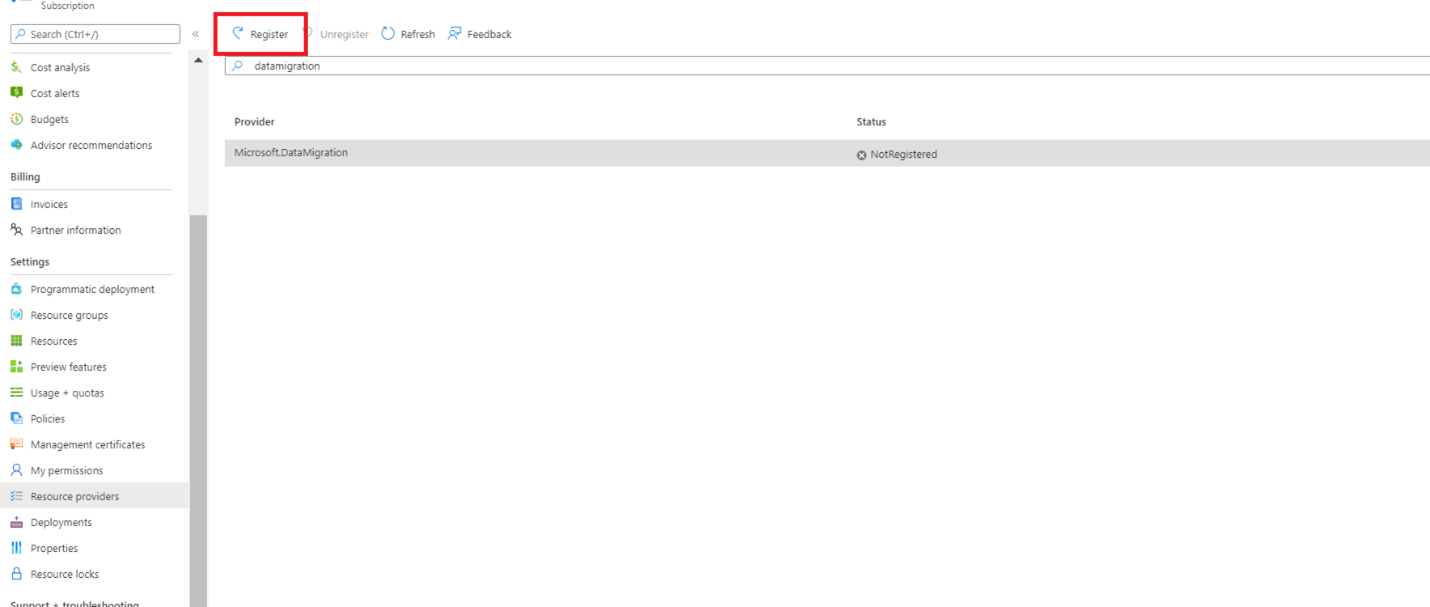 Subscription
Search (Ctrl+/)
«
Register
Unregister
Refresh
Feedback
datamigration
Cost analysis
Cost alerts
Budgets
Advisor recommendations
Billing
Invoices
Partner information
Settings
Programmatic deployment
Resource groups
Resources
Preview features
Usage + quotas
Policies
Management certificates
My permissions
Resource providers
Deployments
Properties
Resource locks
Support + troubleshooting
Provider
Status
Microsoft.DataMigration
NotRegistered